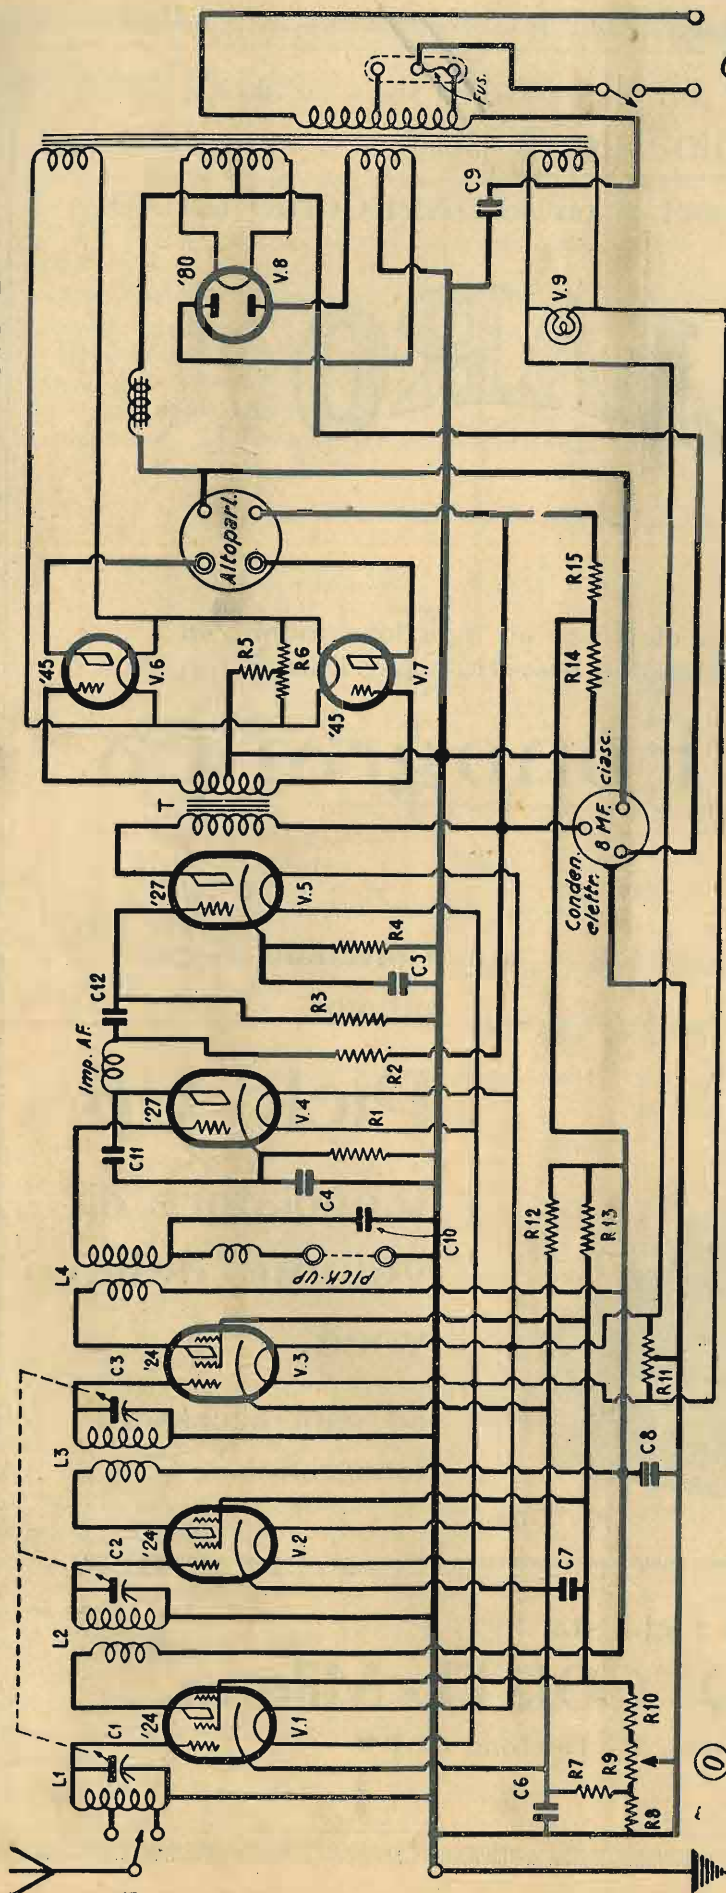 L1
C1
'24
V.1
L2
C2
'24
V.2
L3
C3
'24
V.3
L4
PICK-UP
C10
C11
'27
V.4
C4
R1
Imp. AF.
C12
R2
R3
'27
V.5
C5
R4
T
'45
V.6
R5
R6
'45
V.7
Altoparl.
'80
V.8
Fus.
C9
V.9
C6
R7
R8
R9
R10
C7
C8
R11
R12
R13
Conden.
elettr.
8 MF. ciasc.
R14
R15
O